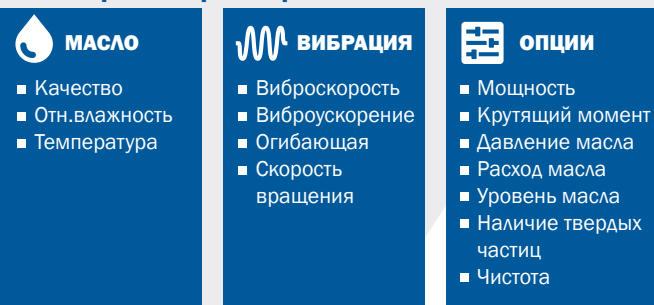 МАСЛО
Качество
Отн.влажность
Температура
ВИБРАЦИЯ
Виброскорость
Виброускорение
Огибающая
Скорость
вращения
ОПЦИИ
Мощность
Крутящий момент
Давление масла
Расход масла
Уровень масла
Наличие твердых
частиц
Чистота